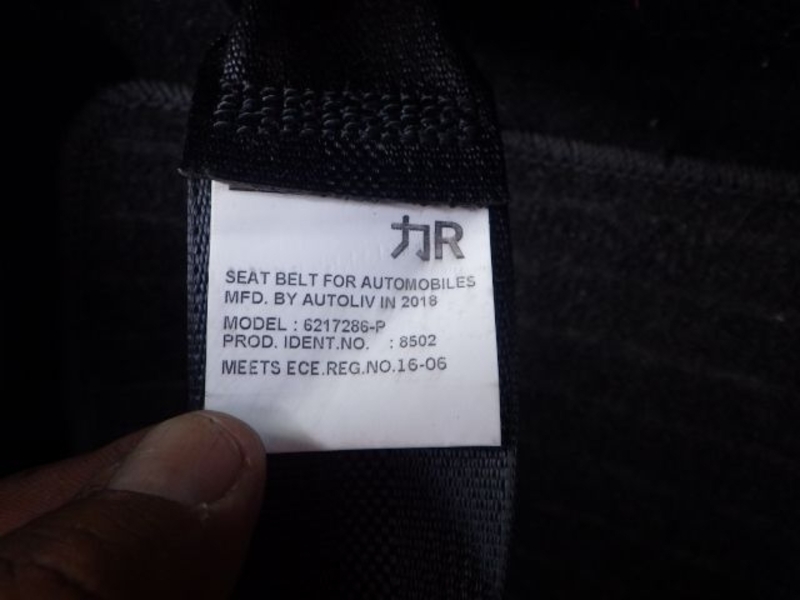 カR
SEAT BELT FOR AUTOMOBILES
MFD. BY AUTOLIV IN 2018
MODEL : 6217286-P
PROD. IDENT.NO. : 8502
MEETS ECE.REG.NO.16-06